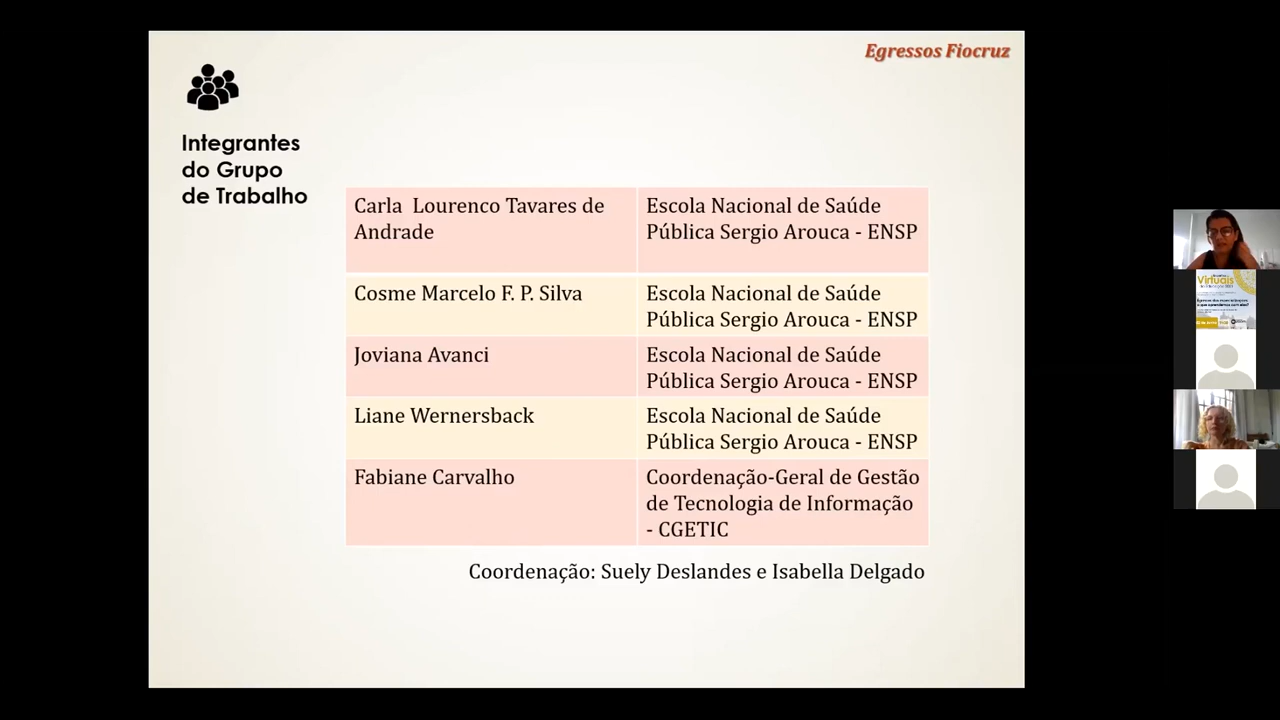 Egressos Fiocruz
Integrantes
do Grupo
de Trabalho
Carla Lourenco Tavares de
Andrade
Escola Nacional de Saúde
Pública Sergio Arouca - ENSP
Cosme Marcelo F. P. Silva
Escola Nacional de Saúde
Pública Sergio Arouca - ENSP
Joviana Avanci
Escola Nacional de Saúde
Pública Sergio Arouca - ENSP
Liane Wernersback
Escola Nacional de Saúde
Pública Sergio Arouca - ENSP
Fabiane Carvalho
Coordenação-Geral de Gestão
de Tecnologia de Informação
- CGETIC
Coordenação: Suely Deslandes e Isabella Delgado
Virtuais